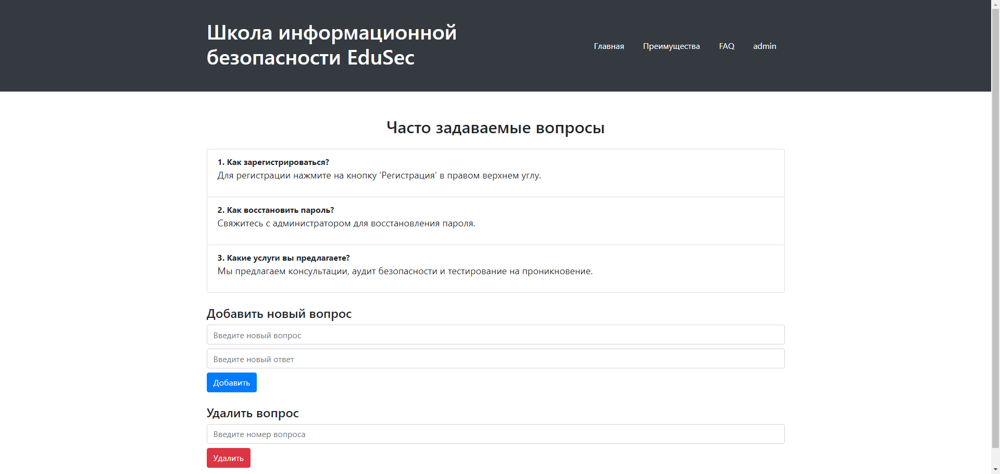 Школа информационной
безопасности EduSec
Главная Преимущества FAQ admin
Часто задаваемые вопросы
1. Как зарегистрироваться?
Для регистрации нажмите на кнопку 'Регистрация' в правом верхнем углу.
2. Как восстановить пароль?
Свяжитесь с администратором для восстановления пароля.
3. Какие услуги вы предлагаете?
Мы предлагаем консультации, аудит безопасности и тестирование на проникновение.
Добавить новый вопрос
Введите новый вопрос
Введите новый ответ
Добавить
Удалить вопрос
Введите номер вопроса
Удалить